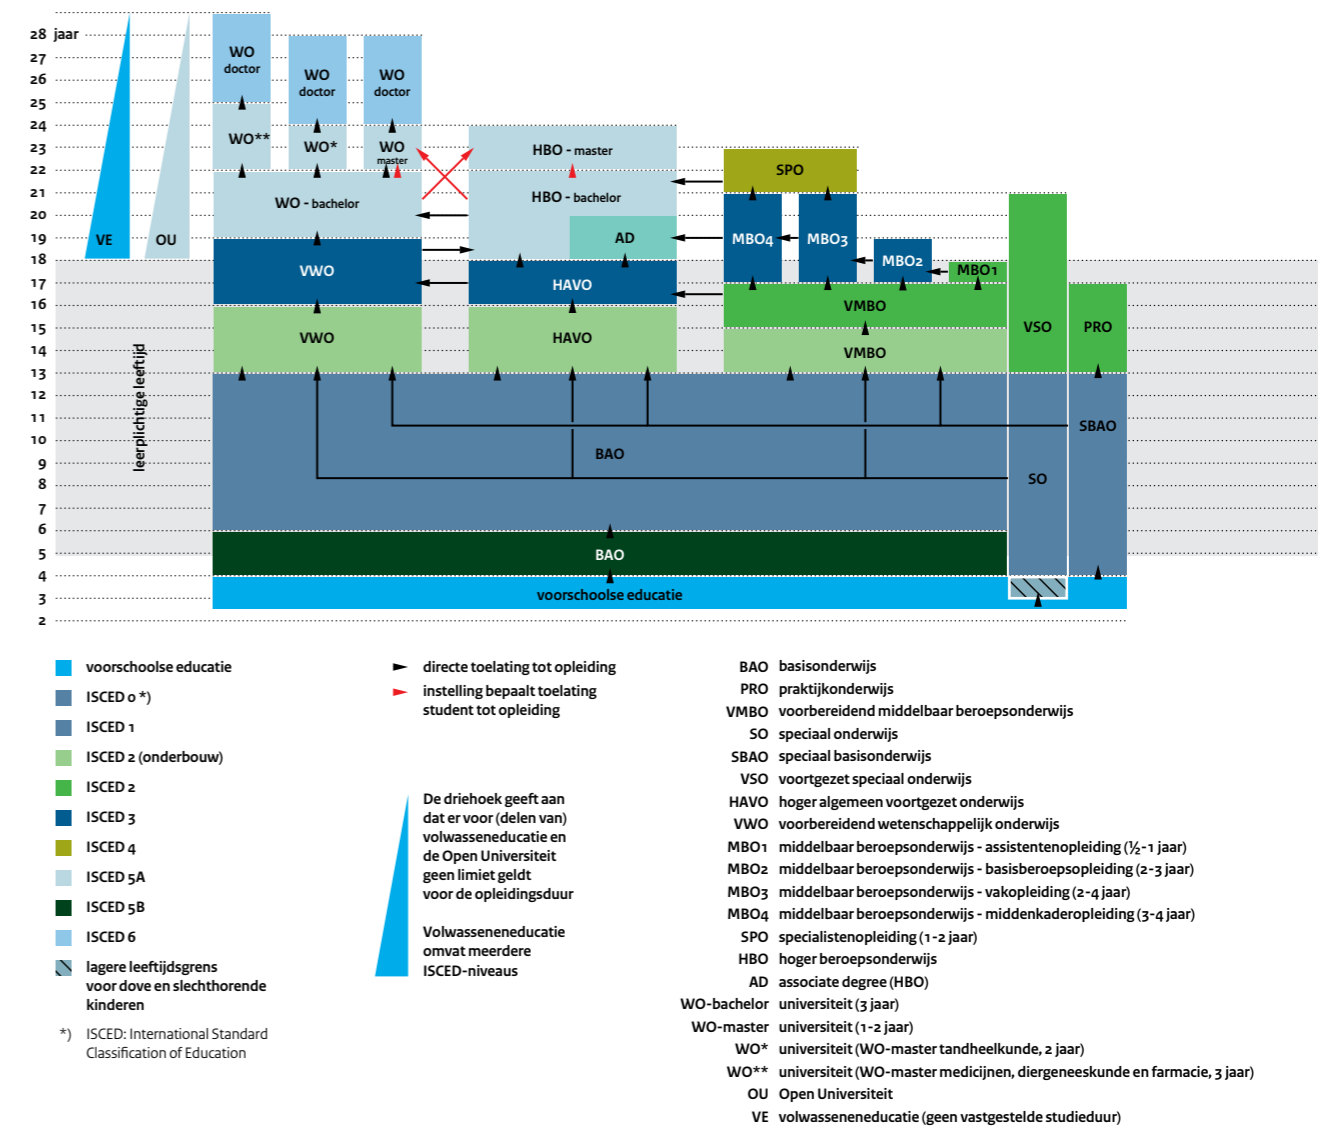 28 jaar
27
26
25
24
23
22
21
20
19
18
17
16
15
14
13
12
11
10
9
8
7
6
5
4
3
2
leerplichtige leeftijd
VE
OU
WO
doctor
WO
doctor
WO
doctor
WO**
WO*
WO
master
WO - bachelor
VWO
VWO
HBO - master
HBO - bachelor
AD
HAVO
HAVO
SPO
MBO4
MBO3
MBO2
MBO1
VMBO
VMBO
VSO
PRO
SBAO
BAO
SO
BAO
voorschoolse educatie
voorschoolse educatie
ISCED 0 *)
ISCED 1
ISCED 2 (onderbouw)
ISCED 2
ISCED 3
ISCED 4
ISCED 5A
ISCED 5B
ISCED 6
lagere leeftijdsgrens
voor dove en slechthorende
kinderen
*) ISCED: International Standard
Classification of Education
directe toelating tot opleiding
instelling bepaalt toelating
student tot opleiding
De driehoek geeft aan
dat er voor (delen van)
volwasseneducatie en
de Open Universiteit
geen limiet geldt
voor de opleidingsduur
Volwasseneneducatie
omvat meerdere
ISCED-niveaus
BAO basisonderwijs
PRO praktijkonderwijs
VMBO voorbereidend middelbaar beroepsonderwijs
SO speciaal onderwijs
SBAO speciaal basisonderwijs
VSO voortgezet speciaal onderwijs
HAVO hoger algemeen voortgezet onderwijs
VWO voorbereidend wetenschappelijk onderwijs
MBO1 middelbaar beroepsonderwijs - assistentenopleiding (½-1 jaar)
MBO2 middelbaar beroepsonderwijs - basisberoepsopleiding (2-3 jaar)
MBO3 middelbaar beroepsonderwijs - vakopleiding (2-4 jaar)
MBO4 middelbaar beroepsonderwijs - middenkaderopleiding (3-4 jaar)
SPO specialistenopleiding (1-2 jaar)
HBO hoger beroepsonderwijs
AD associate degree (HBO)
WO-bachelor universiteit (3 jaar)
WO-master universiteit (1-2 jaar)
WO* universiteit (WO-master tandheelkunde, 2 jaar)
WO** universiteit (WO-master medicijnen, diergeneeskunde en farmacie, 3 jaar)
OU Open Universiteit
VE volwasseneneducatie (geen vastgestelde studieduur)